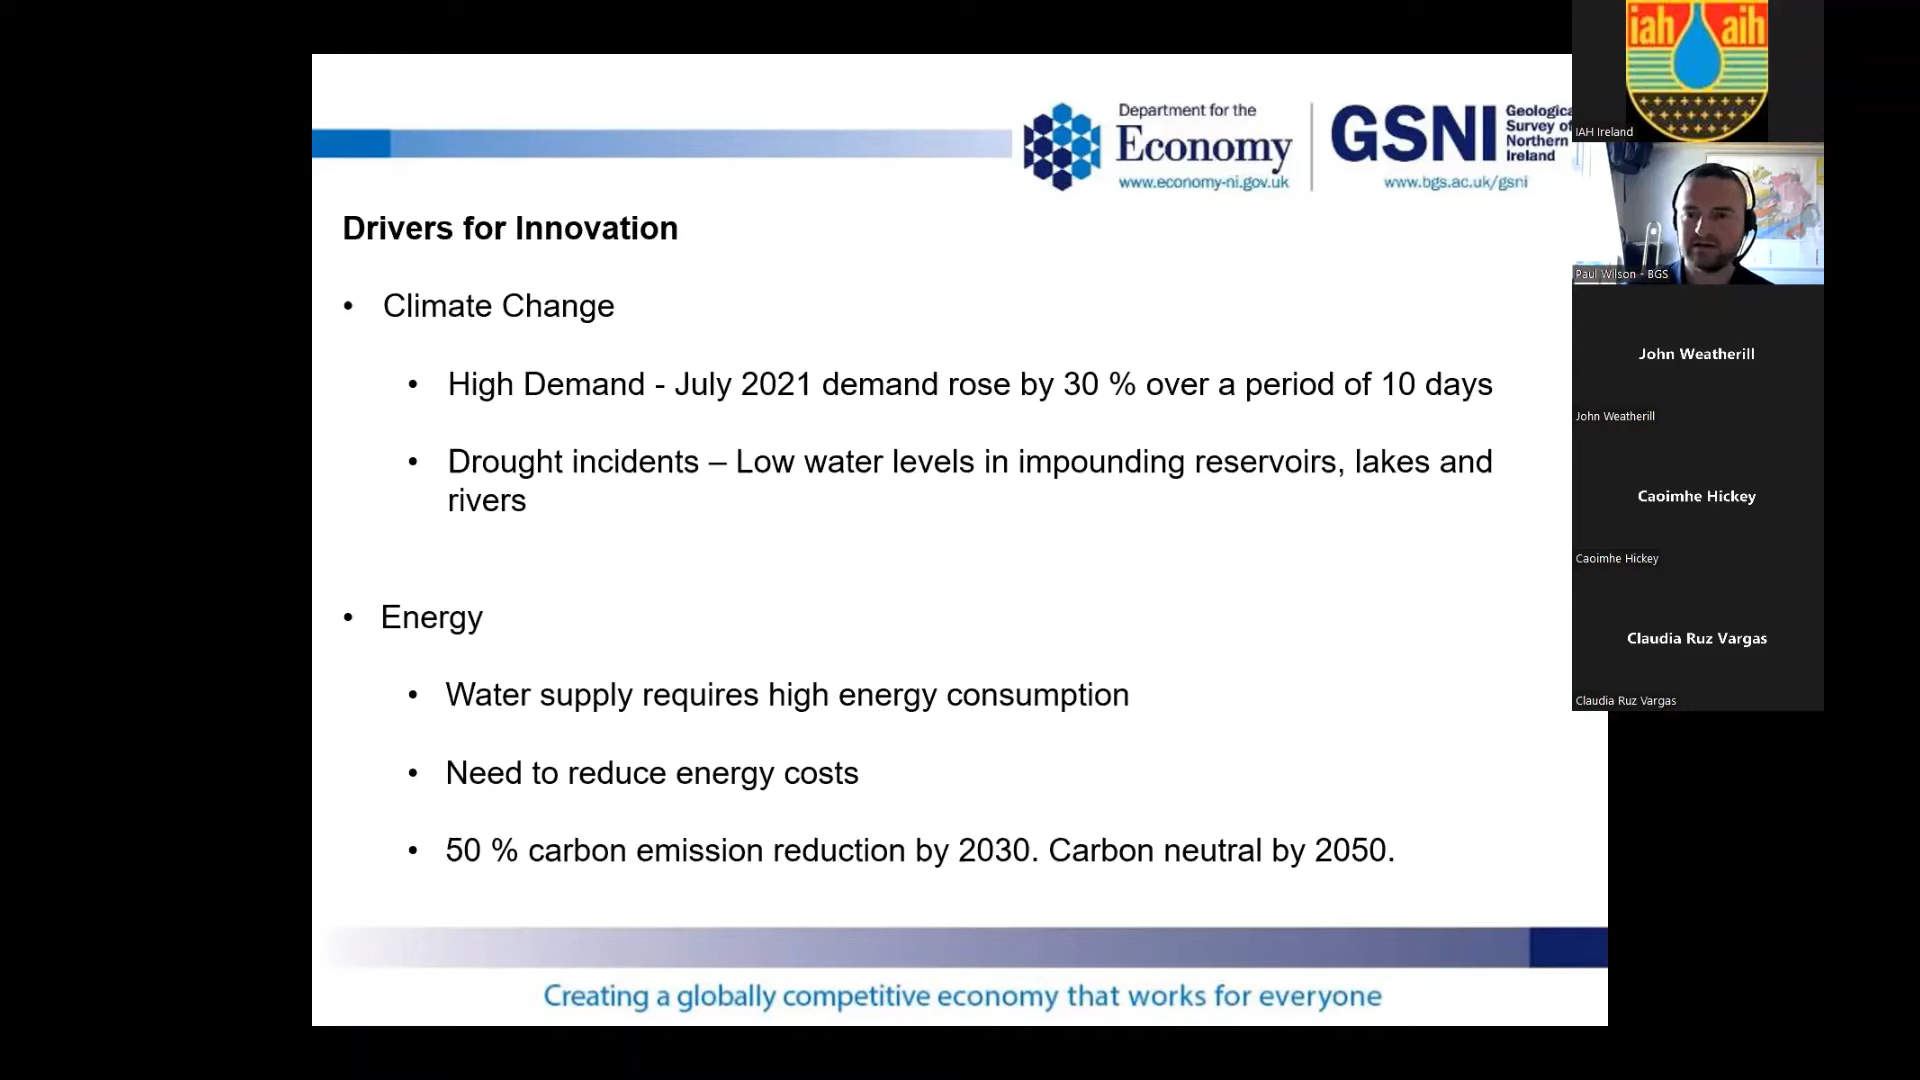 Department for the
Economy
www.economy-ni.gov.uk
GSNI
Geologica
Survey of
Northern
Ireland
www.bgs.ac.uk/gsni
Drivers for Innovation
• Climate Change
• High Demand - July 2021 demand rose by 30 % over a period of 10 days
• Drought incidents – Low water levels in impounding reservoirs, lakes and
rivers
• Energy
• Water supply requires high energy consumption
• Need to reduce energy costs
• 50 % carbon emission reduction by 2030. Carbon neutral by 2050.
Creating a globally competitive economy that works for everyone
iah aih
IAH Ireland
Paul Wilson - BGS
John Weatherill
John Weatherill
Caoimhe Hickey
Caoimhe Hickey
Claudia Ruz Vargas
Claudia Ruz Vargas